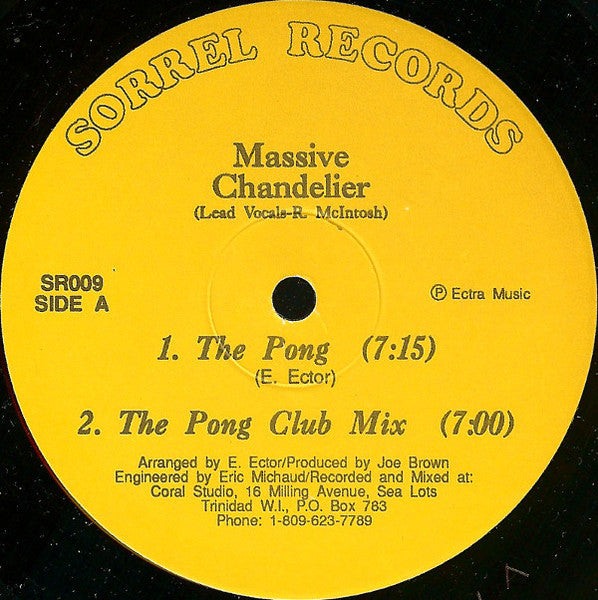 SORREL RECORDS
Massive
Chandelier
(Lead Vocals-R. McIntosh)
SR009
SIDE A
Ⓟ Ectra Music
1. The Pong (7:15)
(E. Ector)
2. The Pong Club Mix (7:00)
Arranged by E. Ector/Produced by Joe Brown
Engineered by Eric Michaud/Recorded and Mixed at:
Coral Studio, 16 Milling Avenue, Sea Lots
Trinidad W.I., P.O. Box 783
Phone: 1-809-623-7789